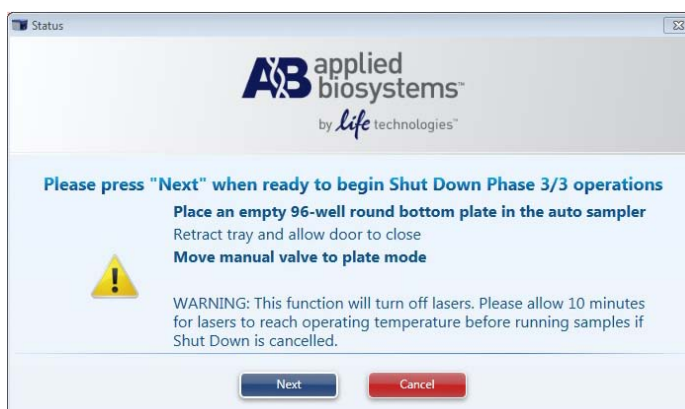 Status
AB applied
biosystems™
by life technologies™
Please press "Next" when ready to begin Shut Down Phase 3/3 operations
Place an empty 96-well round bottom plate in the auto sampler
Retract tray and allow door to close
Move manual valve to plate mode
WARNING: This function will turn off lasers. Please allow 10 minutes
for lasers to reach operating temperature before running samples if
Shut Down is cancelled.
Next Cancel